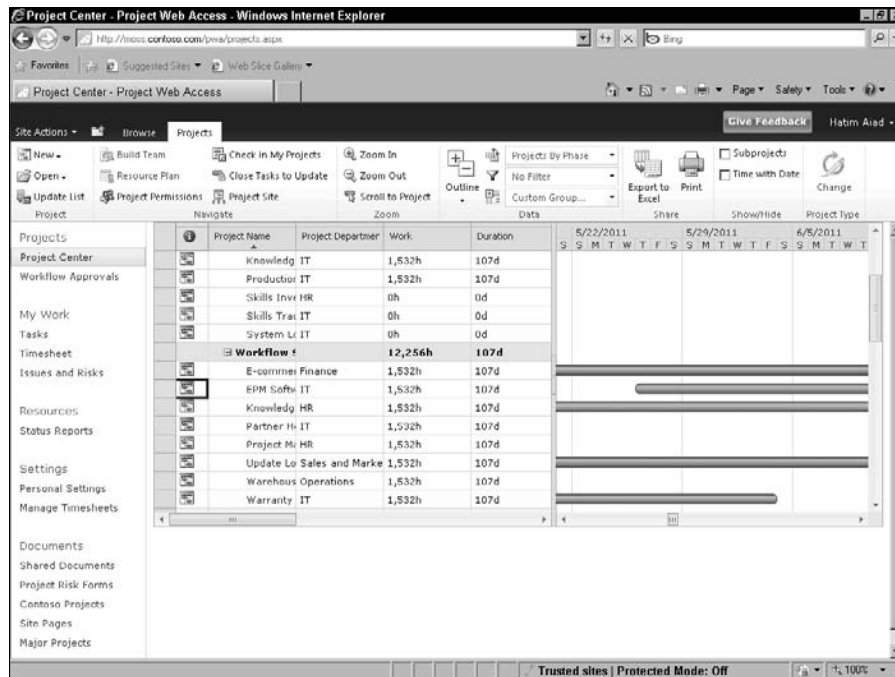 Project Center - Project Web Access - Windows Internet Explorer
http://moss.contoso.com/pwa/projects.aspx
Bing
Favorites Suggested Sites Web Slice Gallery
Project Center - Project Web Access
Page Safety Tools
Give Feedback Hatim Aiad
Site Actions Browse Projects
New
Open
Update List
Project
Build Team
Resource Plan
Project Permissions
Check in My Projects
Close Tasks to Update
Project Site
Navigate
Zoom In
Zoom Out
Scroll to Project
Zoom
Outline
Projects By Phase
No Filter
Custom Group...
Data
Export to Excel
Print
Share
Subprojects
Time with Date
Show/Hide
Change
Project Type
Projects
Project Center
Workflow Approvals
My Work
Tasks
Timesheet
Issues and Risks
Resources
Status Reports
Settings
Personal Settings
Manage Timesheets
Documents
Shared Documents
Project Risk Forms
Contoso Projects
Site Pages
Major Projects
Project Name Project Departmer Work Duration
5/22/2011 5/29/2011 6/5/2011
S S M T W T F S S M T W T F S S M T W T
Knowledg IT 1,532h 107d
Production IT 1,532h 107d
Skills Inve HR 0h 0d
Skills Trac IT 0h 0d
System Lo IT 0h 0d
Workflow 12,256h 107d
E-commer Finance 1,532h 107d
EPM Softw IT 1,532h 107d
Knowledg HR 1,532h 107d
Partner H IT 1,532h 107d
Project Ma HR 1,532h 107d
Update Lo Sales and Marke 1,532h 107d
Warehous Operations 1,532h 107d
Warranty IT 1,532h 107d
Trusted sites | Protected Mode: Off
100%